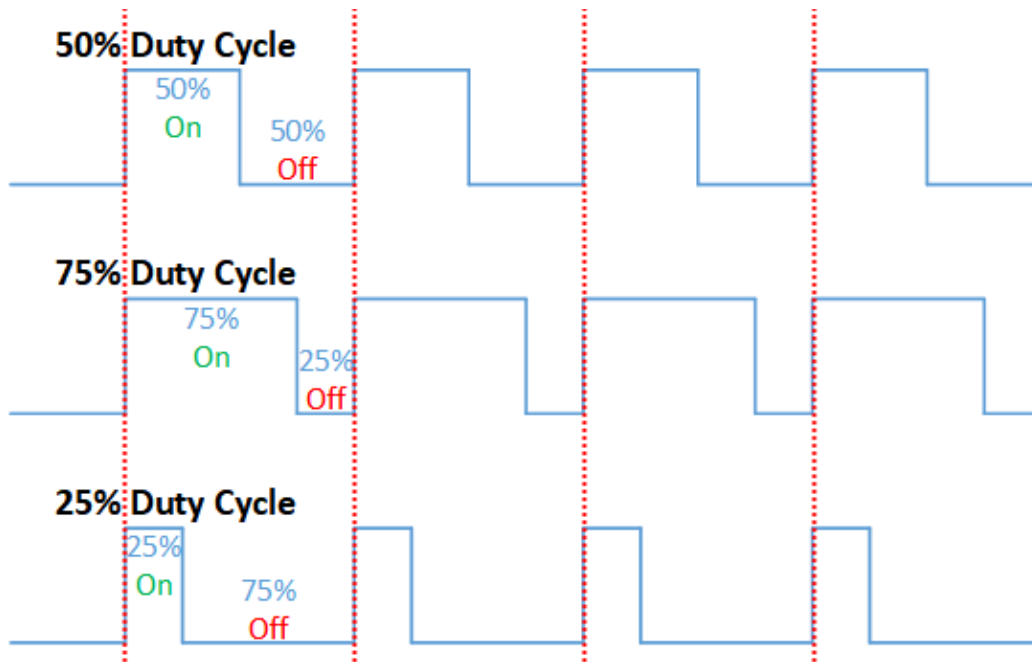 50% Duty Cycle
50%
On
50%
Off
75% Duty Cycle
75%
On
25%
Off
25% Duty Cycle
25%
On
75%
Off